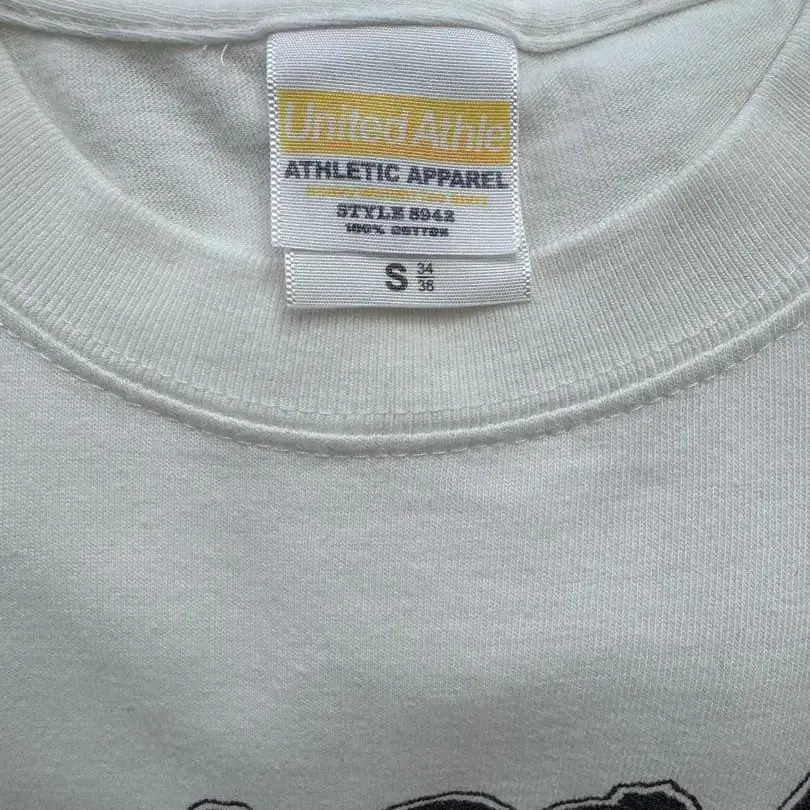 United Athle
ATHLETIC APPAREL
STYLE 5942
100% COTTON
S 34
36